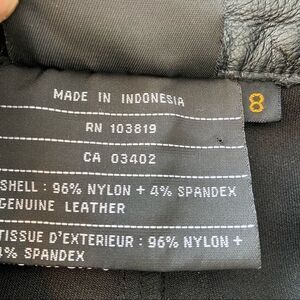 MADE IN INDONESIA
8
RN 103819
CA 03402
SHELL : 96% NYLON + 4% SPANDEX
GENUINE LEATHER
TISSUE D'EXTERIEUR : 96% NYLON +
4% SPANDEX